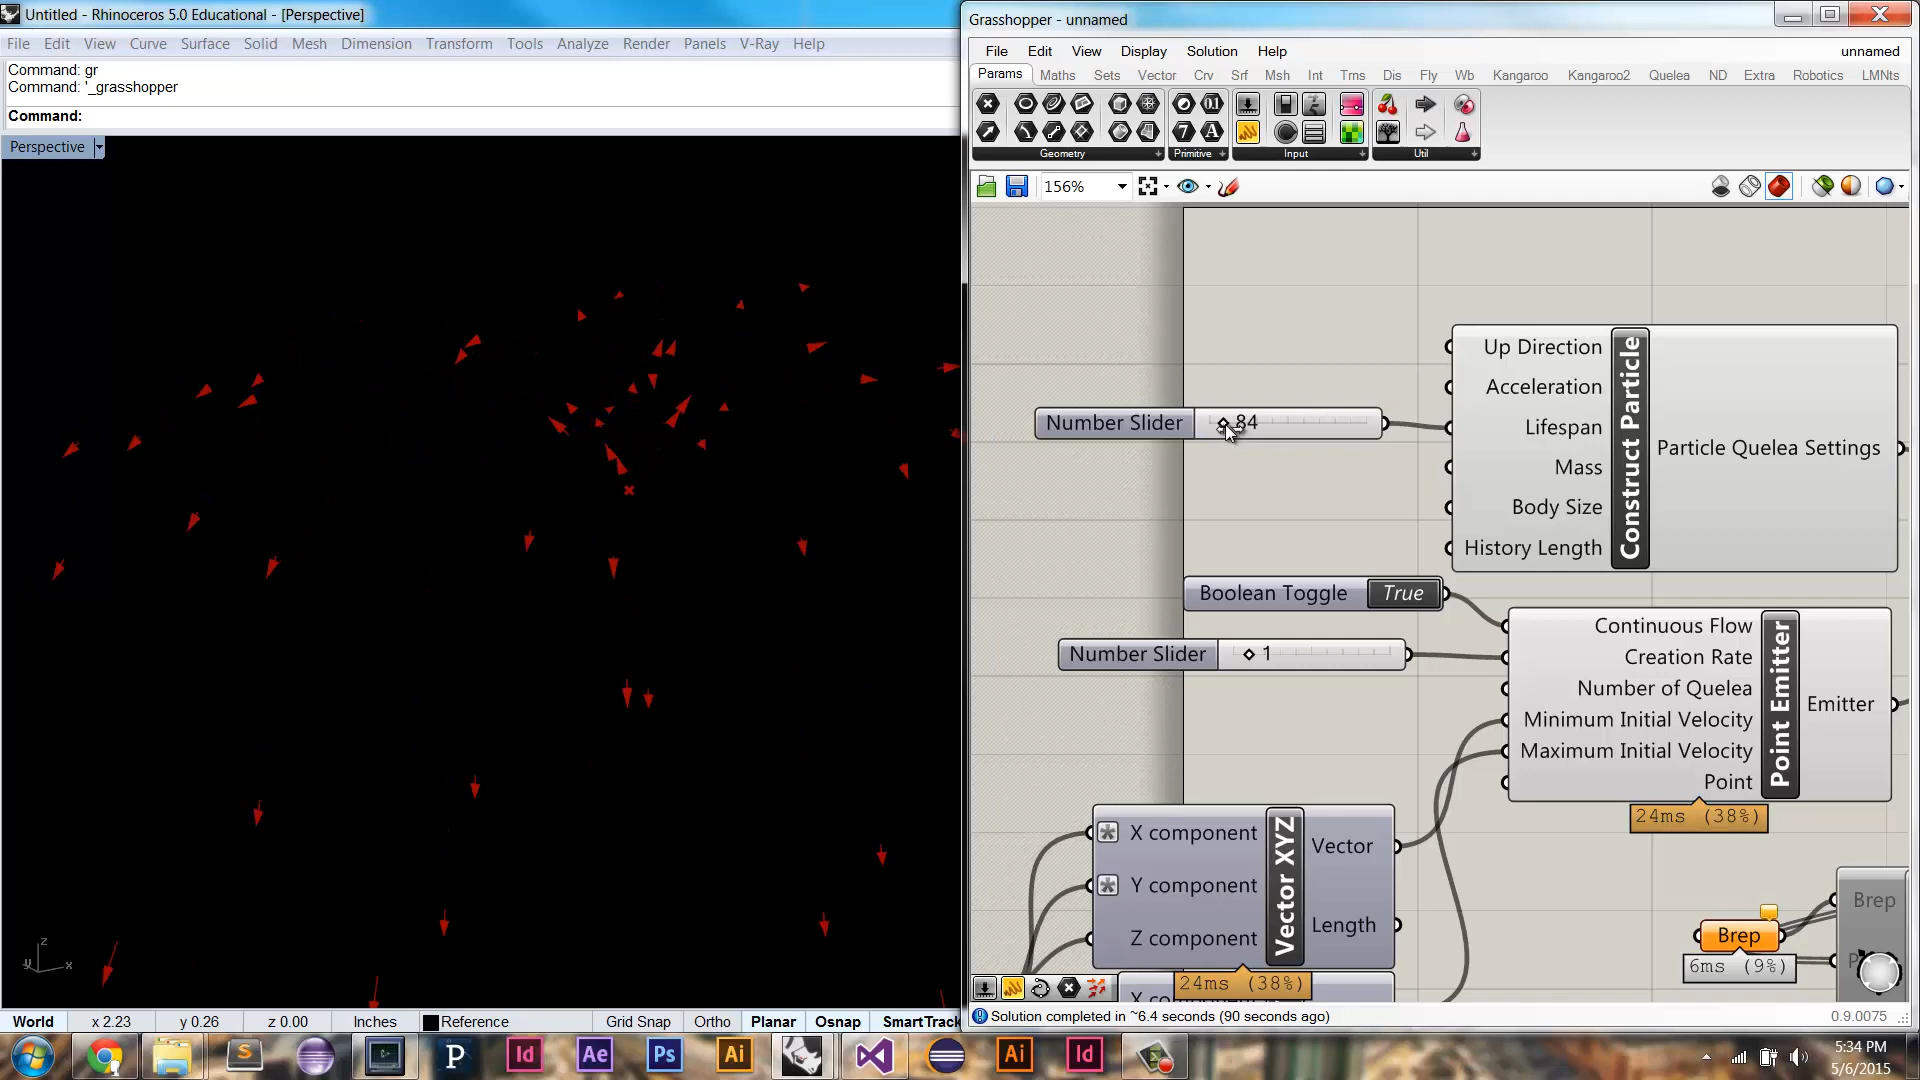 Untitled - Rhinoceros 5.0 Educational - [Perspective]
File Edit View Curve Surface Solid Mesh Dimension Transform Tools Analyze Render Panels V-Ray Help
Command: gr
Command: '_grasshopper
Command:
Perspective
z
y x
World x 2.23 y 0.26 z 0.00 Inches Reference Grid Snap Ortho Planar Osnap SmartTrack
Grasshopper - unnamed
File Edit View Display Solution Help unnamed
Params Maths Sets Vector Crv Srf Msh Int Trns Dis Fly Wb Kangaroo Kangaroo2 Quelea ND Extra Robotics LMNts
Geometry Primitive Input Util
156%
Number Slider 84
Up Direction
Acceleration
Lifespan
Mass
Body Size
History Length
Construct Particle
Particle Quelea Settings
Boolean Toggle True
Number Slider 1
Continuous Flow
Creation Rate
Number of Quelea
Minimum Initial Velocity
Maximum Initial Velocity
Point
Point Emitter
Emitter
24ms (38%)
X component
Y component
Z component
Vector XYZ
Vector
Length
24ms (38%)
Brep
Brep
6ms (9%)
Solution completed in ~6.4 seconds (90 seconds ago) 0.9.0075
5:34 PM
5/6/2015